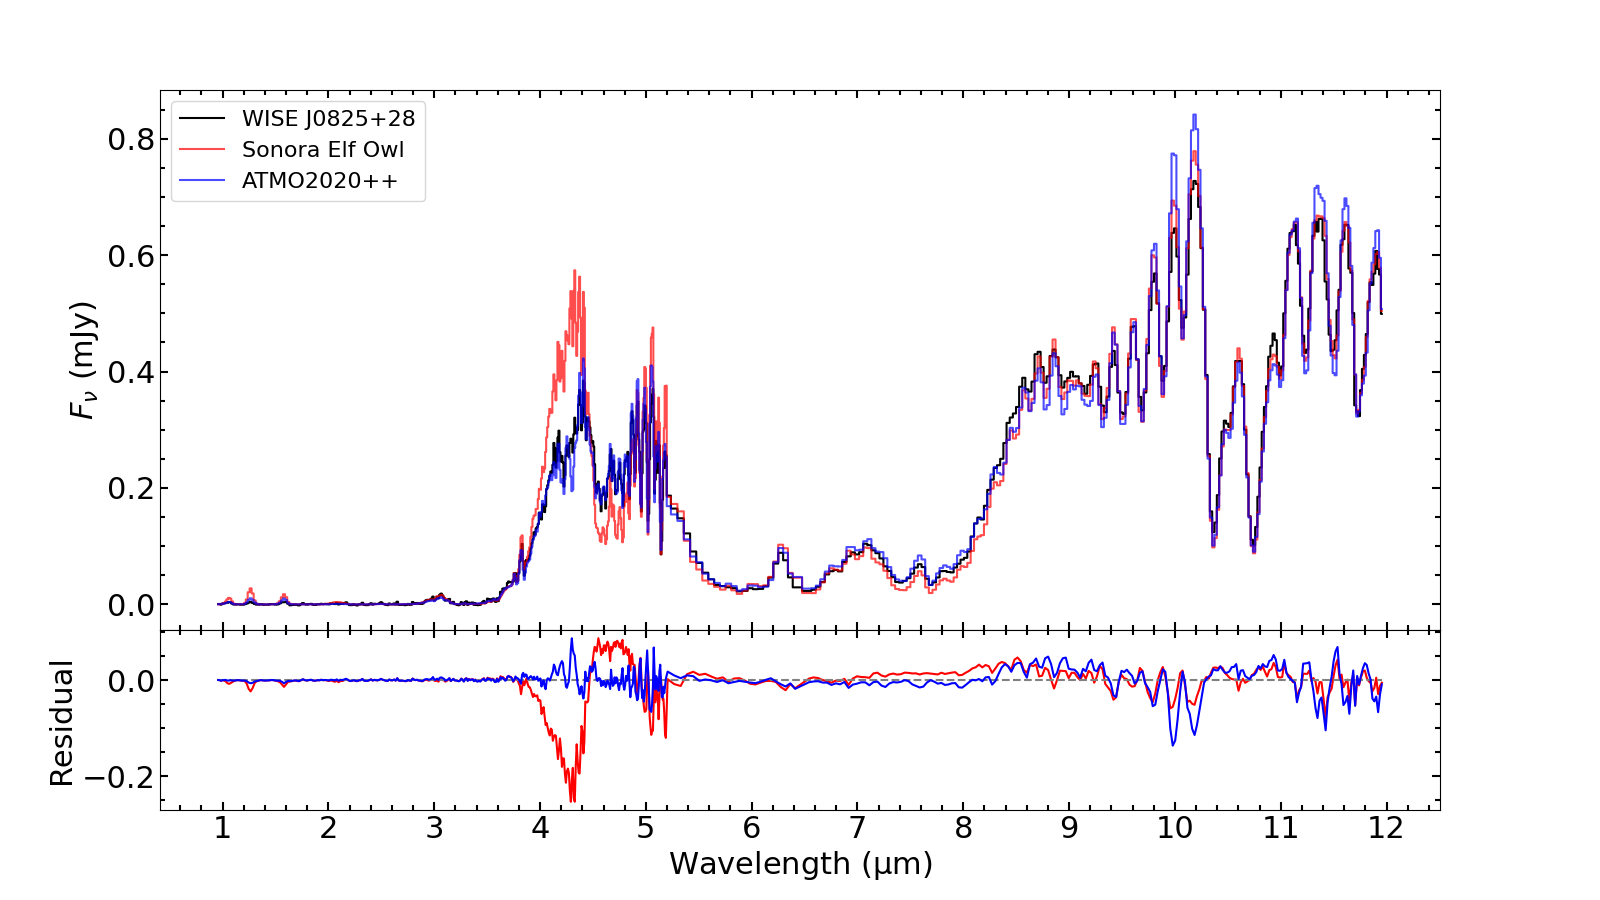 WISE J0825+28
Sonora Elf Owl
ATMO2020++
0.8
0.6
0.4
0.2
0.0
Fν (mJy)
0.0
−0.2
Residual
1 2 3 4 5 6 7 8 9 10 11 12
Wavelength (μm)